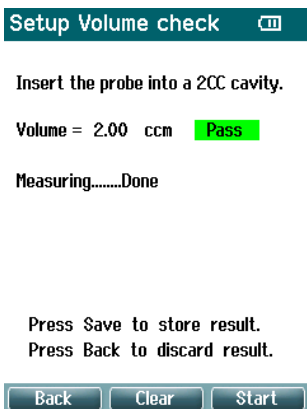 Setup Volume check
Insert the probe into a 2CC cavity.
Volume = 2.00 ccm Pass
Measuring........Done
Press Save to store result.
Press Back to discard result.
Back Clear Start